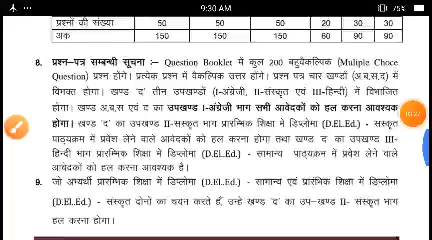 9:30 AM
75%
प्रश्नों की संख्या 50 50 50 20 30 30
अंक 150 150 150 60 90 90
8. प्रश्न–पत्र सम्बन्धी सूचना :– Question Booklet में कुल 200 बहुवैकल्पिक (Muliple Choce
Question) प्रश्न होंगे। प्रत्येक प्रश्न में वैकल्पिक उत्तर होंगे। प्रश्न पत्र चार खण्डों (अ,ब,स,द) में
विभक्त होगा। खण्ड 'द' तीन उपखण्डों (I-अंग्रेजी, II-संस्कृत एवं III-हिन्दी) में विभाजित
होगा। खण्ड अ,ब,स एवं द का उपखण्ड I-अंग्रेजी भाग सभी आवेदकों को हल करना आवश्यक
होगा। खण्ड 'द' का उपखण्ड II-सस्कृत भाग प्रारम्भिक शिक्षा मे डिप्लोमा (D.El.Ed.) - सस्कृत
पाठ्यक्रम में प्रवेश लेने वाले आवेदकों को हल करना होगा तथा खण्ड द का उपखण्ड III-
हिन्दी भाग प्रारम्भिक शिक्षा में डिप्लोमा (D.El.Ed.) - सामान्य पाठ्यक्रम में प्रवेश लेने वाले
आवेदकों को हल करना आवश्यक है।
9. जो अभ्यर्थी प्रारम्भिक शिक्षा में डिप्लोमा (D.El..Ed.) - सामान्य एवं प्रारंभिक शिक्षा में डिप्लोमा
(D.El..Ed.) - संस्कृत दोनों का चयन करते हैं, उन्हे खण्ड 'द' का उप–खण्ड II- संस्कृत भाग
हल करना होगा।